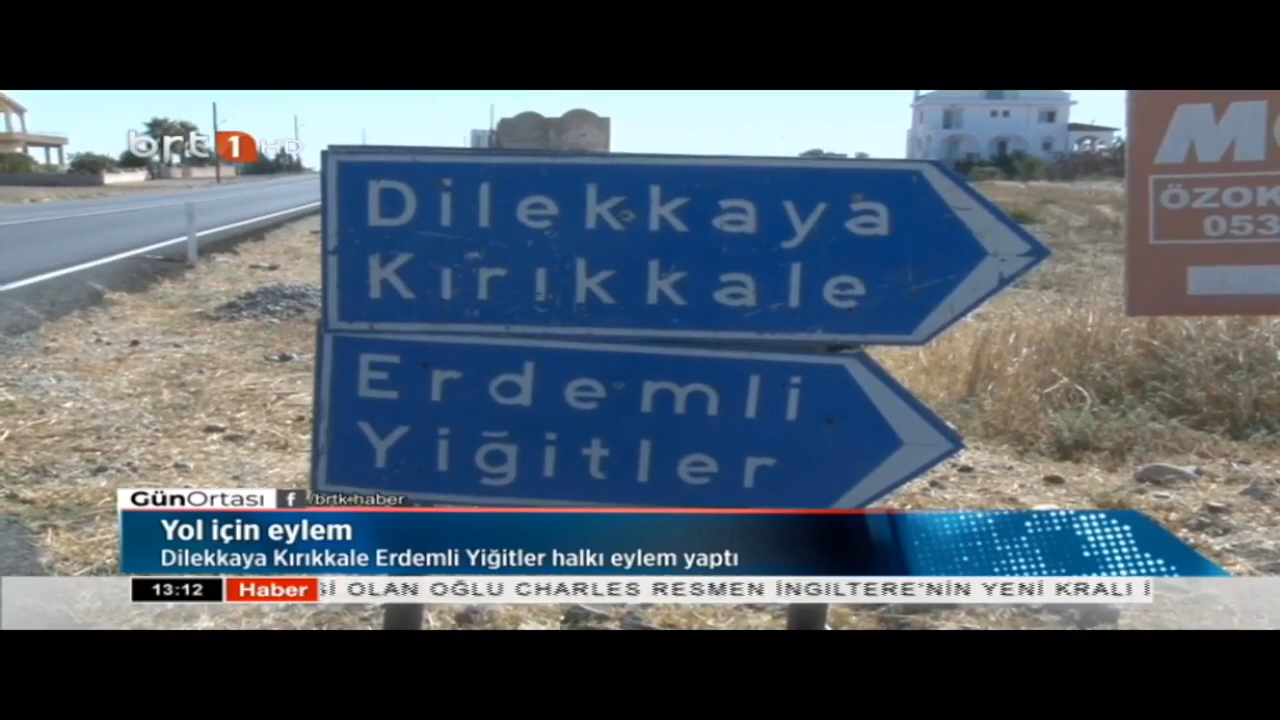 brt 1 HD
Dilekkaya
Kırıkkale
Erdemli
Yiğitler
ÖZOK
053
GünOrtası f /brtk-haber
Yol için eylem
Dilekkaya Kırıkkale Erdemli Yiğitler halkı eylem yaptı
13:12 Haber OLAN OĞLU CHARLES RESMEN İNGİLTERE'NİN YENİ KRALI